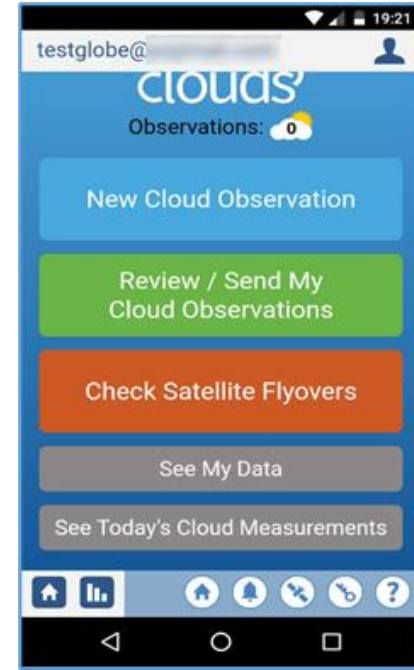 19:21
testglobe@
clouds
Observations: 0
New Cloud Observation
Review / Send My
Cloud Observations
Check Satellite Flyovers
See My Data
See Today's Cloud Measurements
?